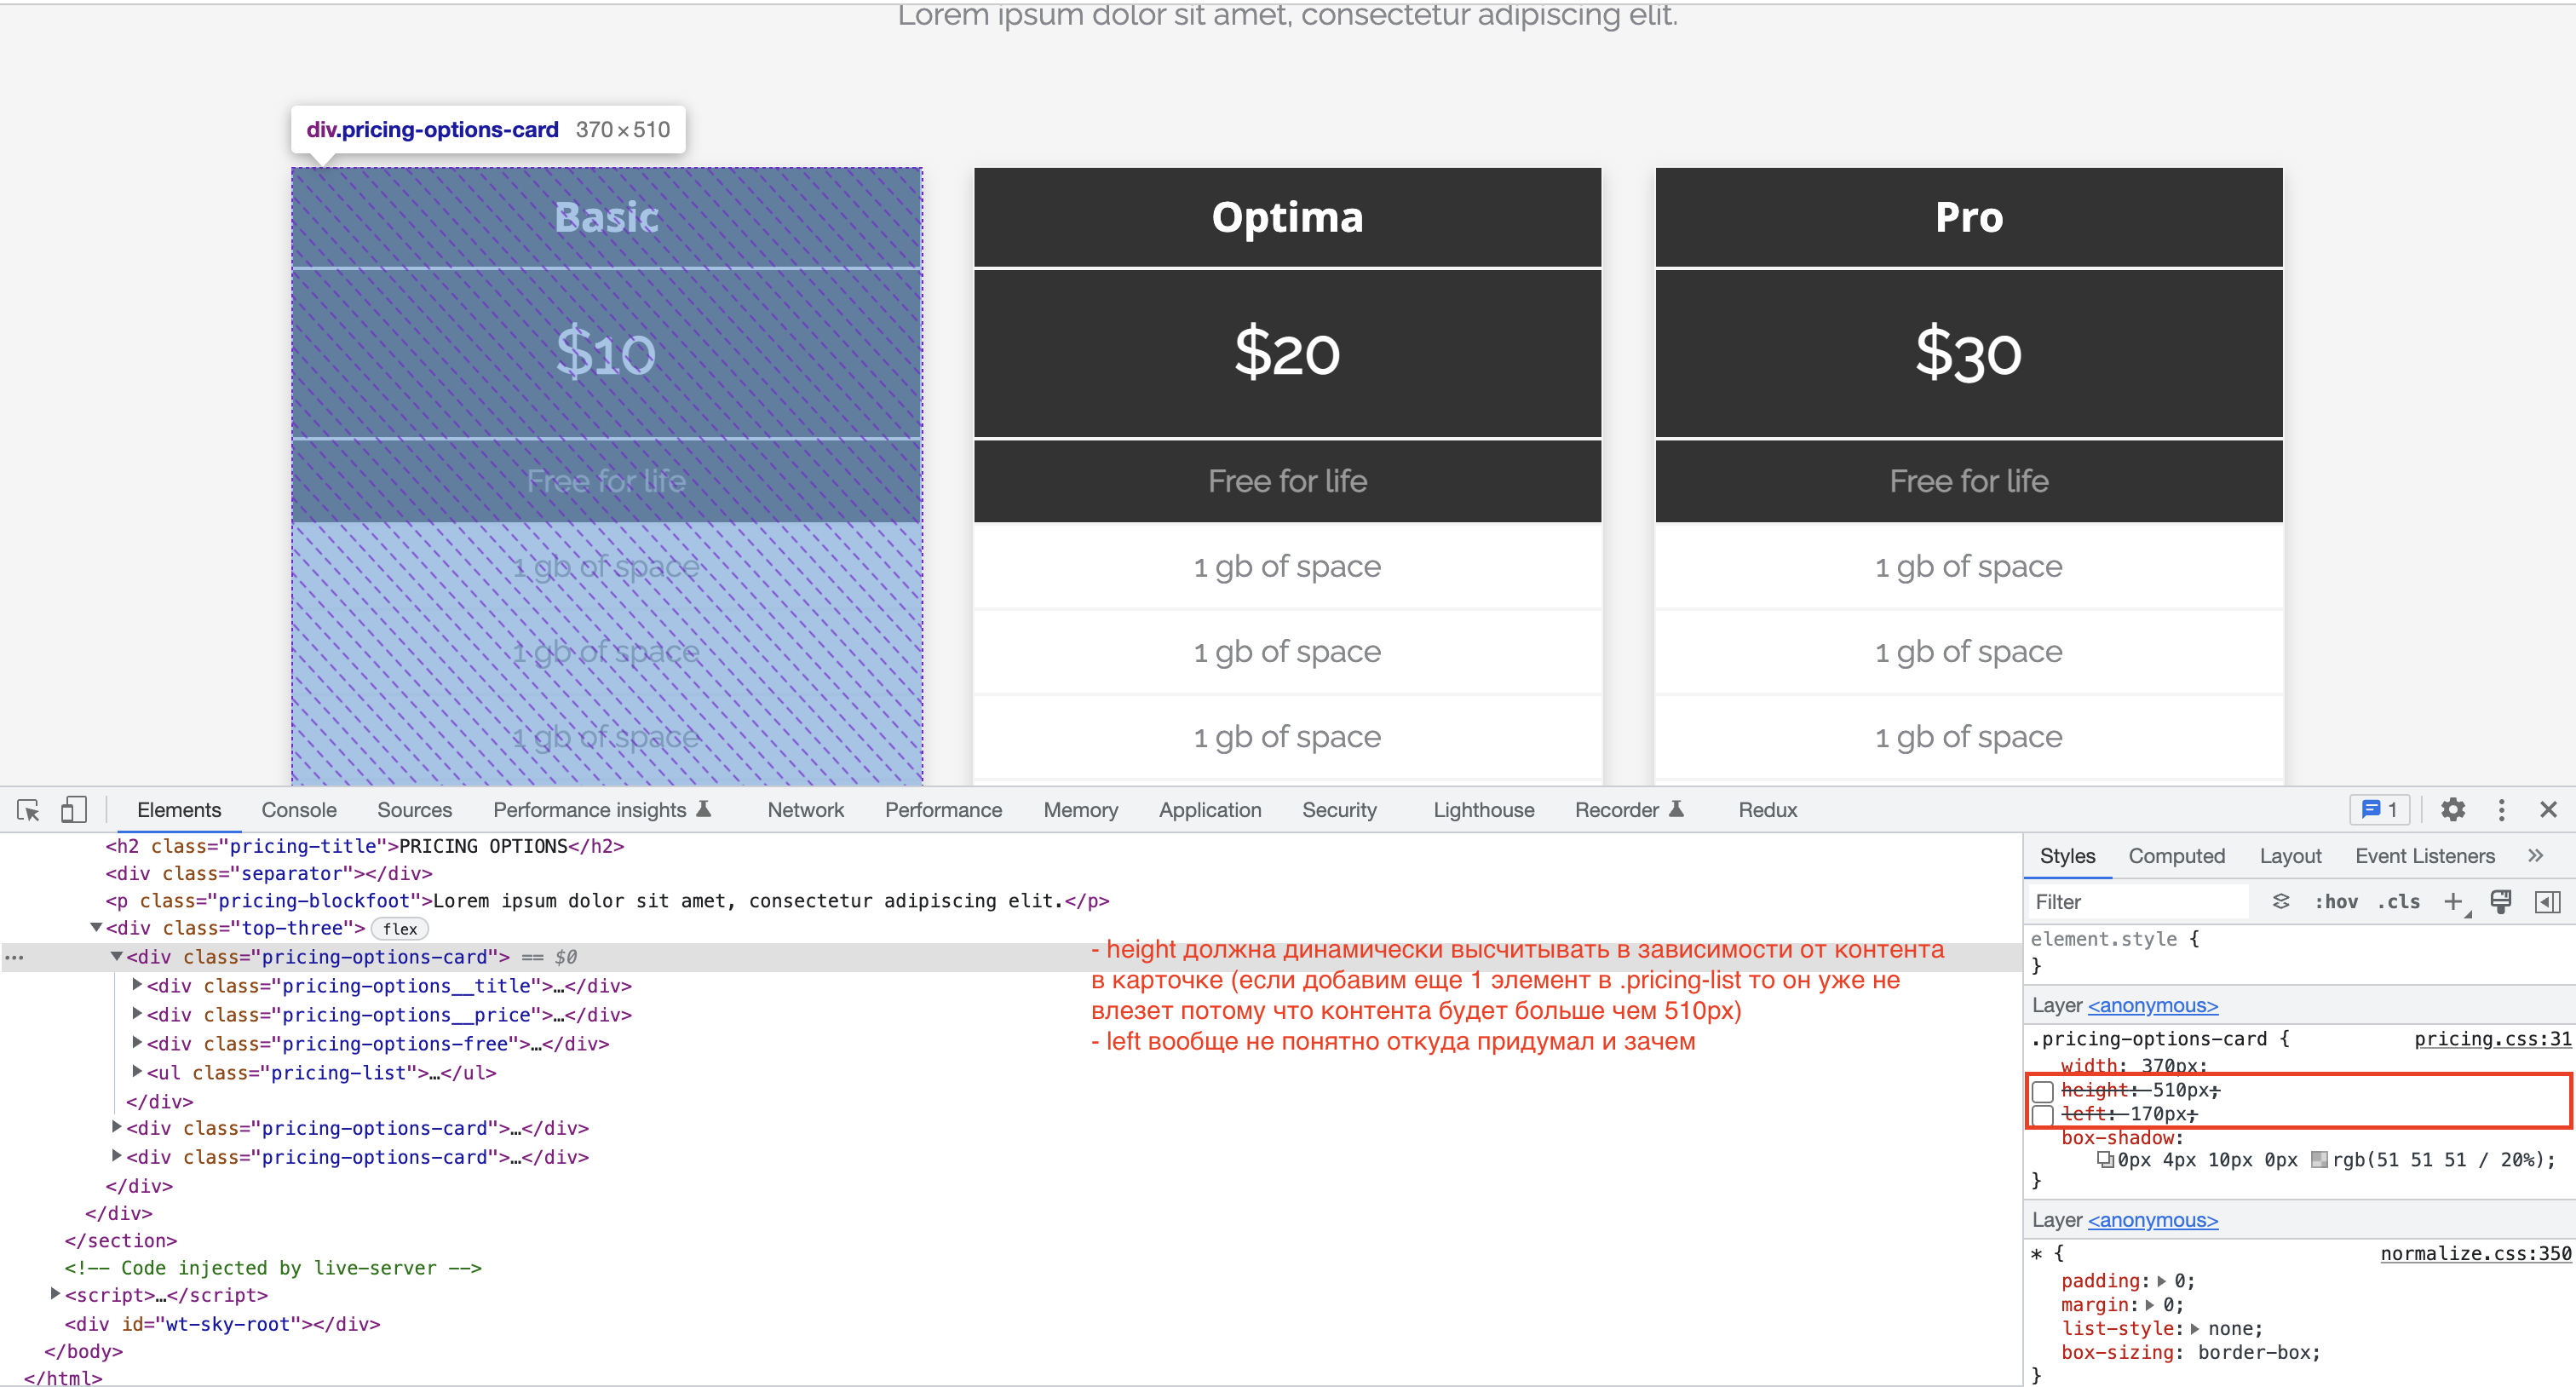 Lorem ipsum dolor sit amet, consectetur adipiscing elit.
div.pricing-options-card 370×510
Basic
Optima
Pro
$10
$20
$30
Free for life
Free for life
Free for life
1 gb of space
1 gb of space
1 gb of space
1 gb of space
1 gb of space
1 gb of space
1 gb of space
1 gb of space
1 gb of space
Elements Console Sources Performance insights Network Performance Memory Application Security Lighthouse Recorder Redux 1
<h2 class="pricing-title">PRICING OPTIONS</h2>
<div class="separator"></div>
<p class="pricing-blockfoot">Lorem ipsum dolor sit amet, consectetur adipiscing elit.</p>
<div class="top-three"> flex
<div class="pricing-options-card"> == $0
<div class="pricing-options__title">…</div>
<div class="pricing-options__price">…</div>
<div class="pricing-options-free">…</div>
<ul class="pricing-list">…</ul>
</div>
<div class="pricing-options-card">…</div>
<div class="pricing-options-card">…</div>
</div>
</div>
</section>
<!-- Code injected by live-server -->
<script>…</script>
<div id="wt-sky-root"></div>
</body>
</html>
- height должна динамически высчитывать в зависимости от контента
в карточке (если добавим еще 1 элемент в .pricing-list то он уже не
влезет потому что контента будет больше чем 510px)
- left вообще не понятно откуда придумал и зачем
Styles Computed Layout Event Listeners
Filter :hov .cls
element.style {
}
Layer <anonymous>
.pricing-options-card { pricing.css:31
width: 370px;
height: 510px;
left: 170px;
box-shadow:
0px 4px 10px 0px rgb(51 51 51 / 20%);
}
Layer <anonymous>
* { normalize.css:350
padding: 0;
margin: 0;
list-style: none;
box-sizing: border-box;
}